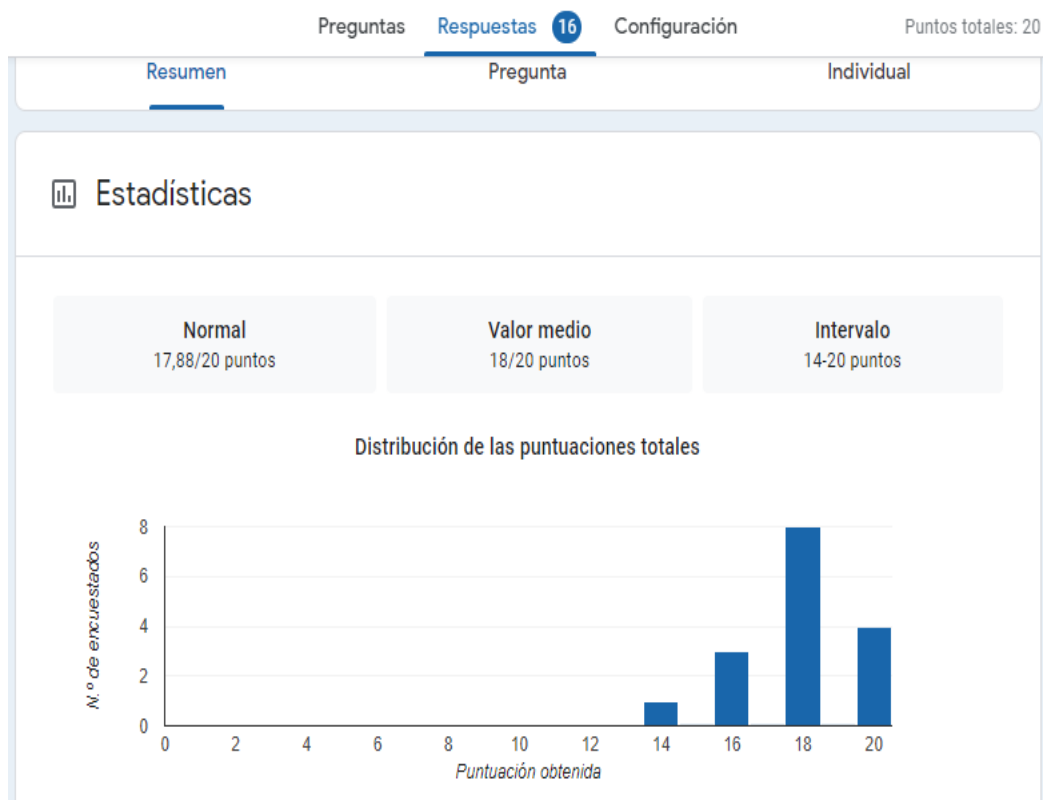 Preguntas Respuestas 16 Configuración Puntos totales: 20
Resumen Pregunta Individual
Estadísticas
Normal Valor medio Intervalo
17,88/20 puntos 18/20 puntos 14-20 puntos
Distribución de las puntuaciones totales
N.º de encuestados
8
6
4
2
0
0 2 4 6 8 10 12 14 16 18 20
Puntuación obtenida